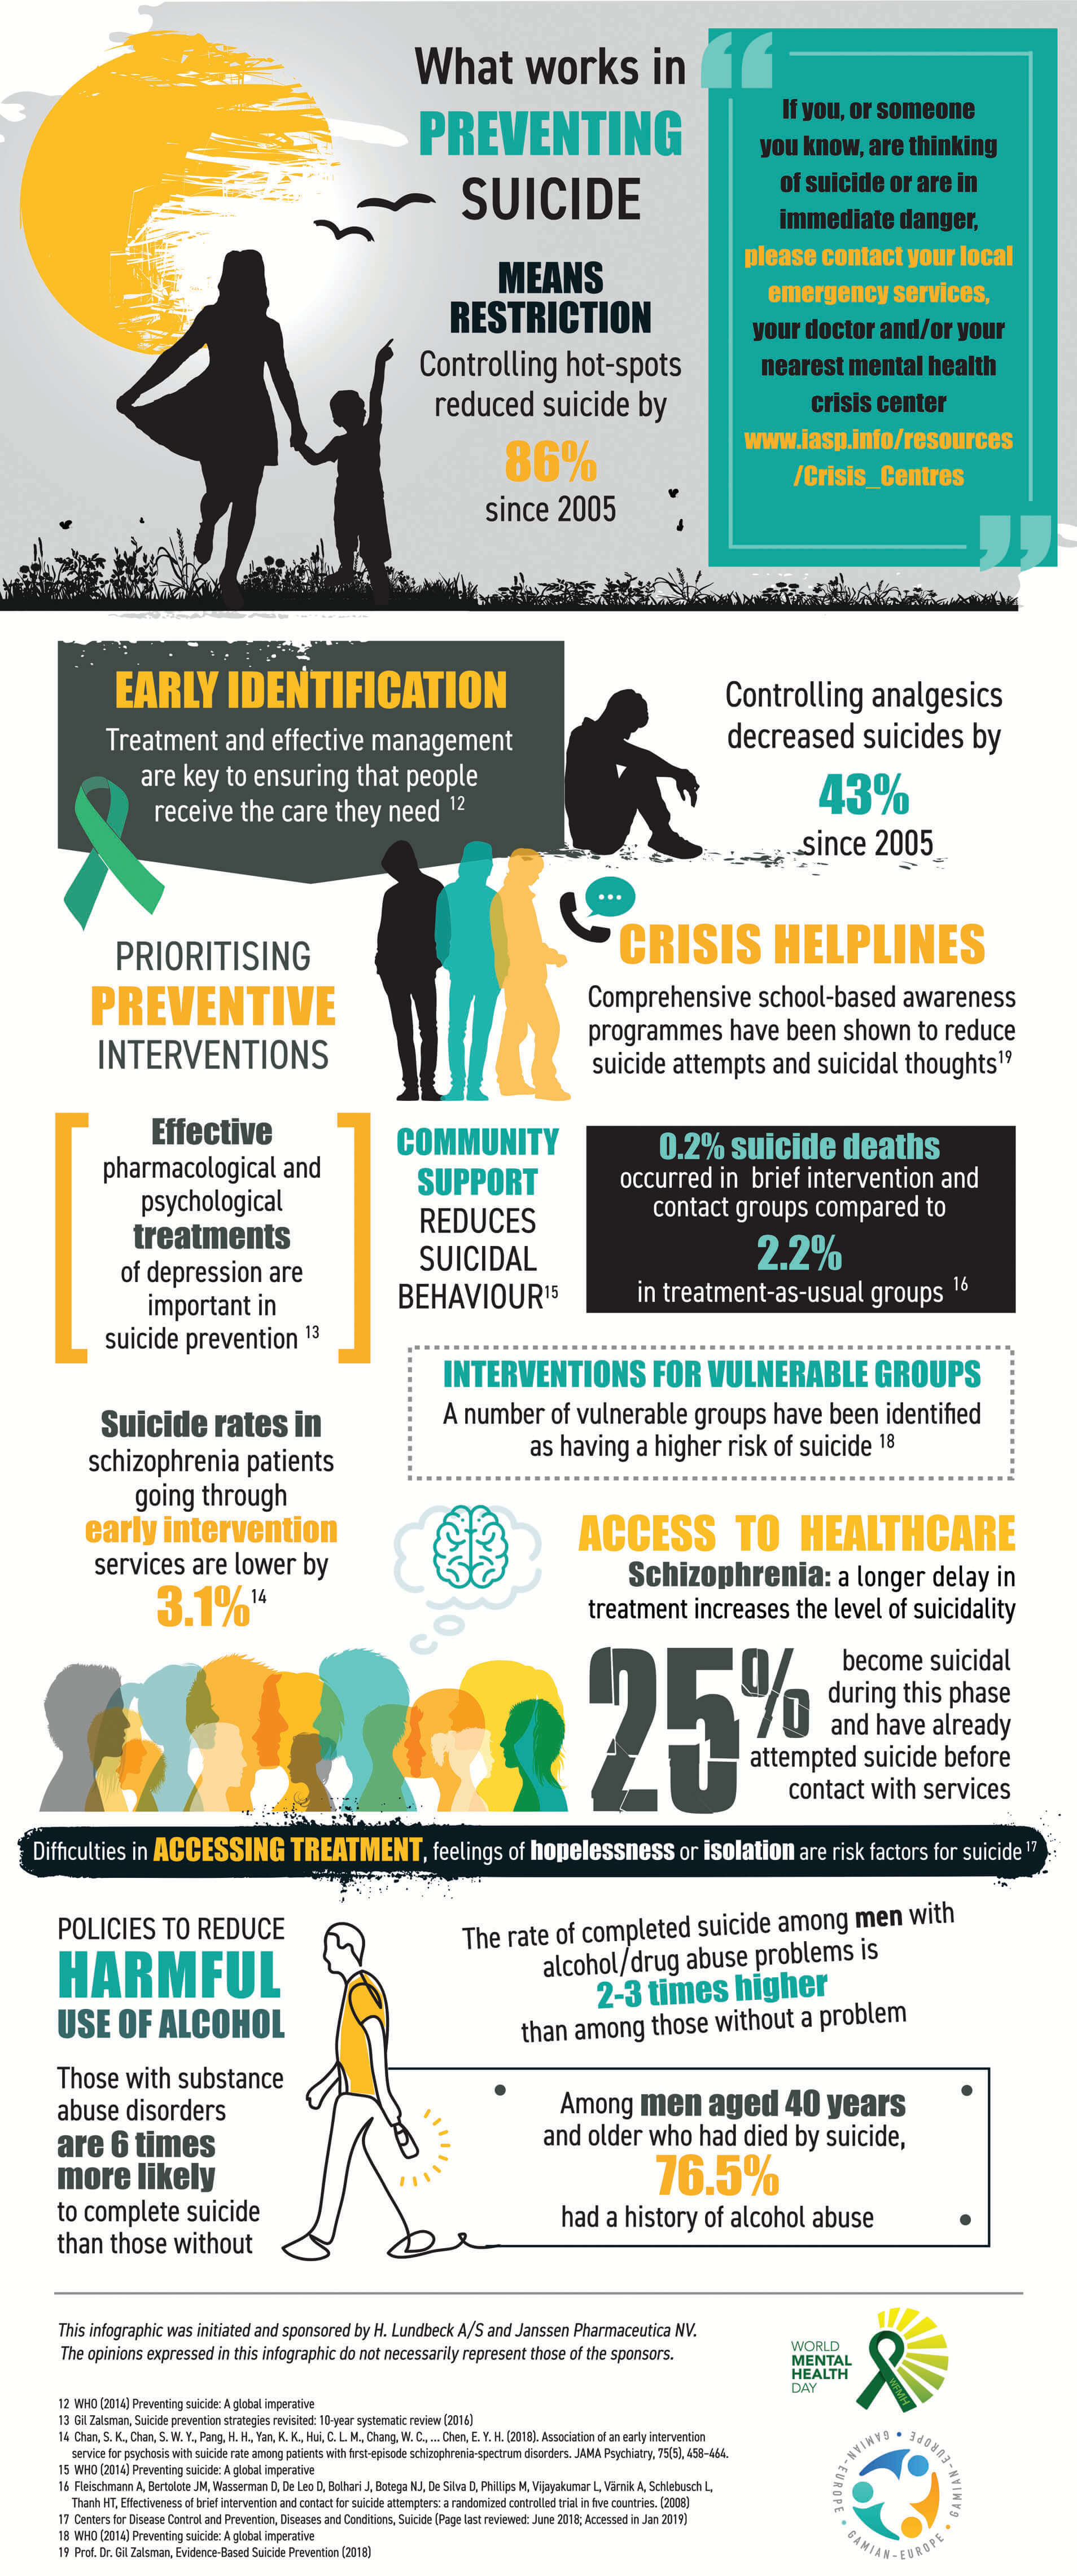 What works in
PREVENTING
SUICIDE
MEANS
RESTRICTION
Controlling hot-spots
reduced suicide by
86%
since 2005
If you, or someone
you know, are thinking
of suicide or are in
immediate danger,
please contact your local
emergency services,
your doctor and/or your
nearest mental health
crisis center
www.iasp.info/resources
/Crisis_Centres
EARLY IDENTIFICATION
Treatment and effective management
are key to ensuring that people
receive the care they need 12
Controlling analgesics
decreased suicides by
43%
since 2005
PRIORITISING
PREVENTIVE
INTERVENTIONS
CRISIS HELPLINES
Comprehensive school-based awareness
programmes have been shown to reduce
suicide attempts and suicidal thoughts19
Effective
pharmacological and
psychological
treatments
of depression are
important in
suicide prevention 13
COMMUNITY
SUPPORT
REDUCES
SUICIDAL
BEHAVIOUR15
0.2% suicide deaths
occurred in brief intervention and
contact groups compared to
2.2%
in treatment-as-usual groups 16
INTERVENTIONS FOR VULNERABLE GROUPS
A number of vulnerable groups have been identified
as having a higher risk of suicide 18
Suicide rates in
schizophrenia patients
going through
early intervention
services are lower by
3.1%14
ACCESS TO HEALTHCARE
Schizophrenia: a longer delay in
treatment increases the level of suicidality
25%
become suicidal
during this phase
and have already
attempted suicide before
contact with services
Difficulties in ACCESSING TREATMENT, feelings of hopelessness or isolation are risk factors for suicide 17
POLICIES TO REDUCE
HARMFUL
USE OF ALCOHOL
Those with substance
abuse disorders
are 6 times
more likely
to complete suicide
than those without
The rate of completed suicide among men with
alcohol/drug abuse problems is
2-3 times higher
than among those without a problem
Among men aged 40 years
and older who had died by suicide,
76.5%
had a history of alcohol abuse
This infographic was initiated and sponsored by H. Lundbeck A/S and Janssen Pharmaceutica NV.
The opinions expressed in this infographic do not necessarily represent those of the sponsors.
WORLD
MENTAL
HEALTH
DAY
WFMH
12 WHO (2014) Preventing suicide: A global imperative
13 Gil Zalsman, Suicide prevention strategies revisited: 10-year systematic review (2016)
14 Chan, S. K., Chan, S. W. Y., Pang, H. H., Yan, K. K., Hui, C. L. M., Chang, W. C., ... Chen, E. Y. H. (2018). Association of an early intervention
service for psychosis with suicide rate among patients with first-episode schizophrenia-spectrum disorders. JAMA Psychiatry, 75(5), 458-464.
15 WHO (2014) Preventing suicide: A global imperative
16 Fleischmann A, Bertolote JM, Wasserman D, De Leo D, Bolhari J, Botega NJ, De Silva D, Phillips M, Vijayakumar L, Värnik A, Schlebusch L,
Thanh HT, Effectiveness of brief intervention and contact for suicide attempters: a randomized controlled trial in five countries. (2008)
17 Centers for Disease Control and Prevention, Diseases and Conditions, Suicide (Page last reviewed: June 2018; Accessed in Jan 2019)
18 WHO (2014) Preventing suicide: A global imperative
19 Prof. Dr. Gil Zalsman, Evidence-Based Suicide Prevention (2018)
GAMIAN-EUROPE • GAMIAN-EUROPE • GAMIAN-EUROPE •